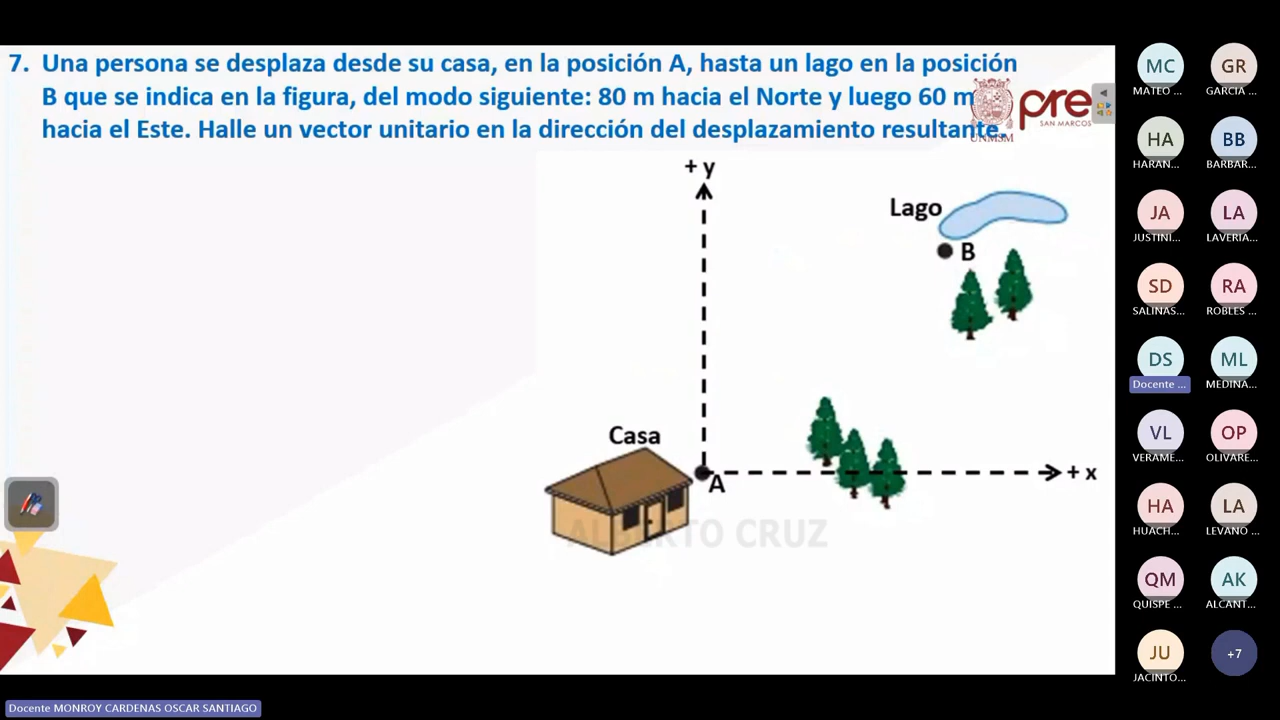 7. Una persona se desplaza desde su casa, en la posición A, hasta un lago en la posición
B que se indica en la figura, del modo siguiente: 80 m hacia el Norte y luego 60 m
hacia el Este. Halle un vector unitario en la dirección del desplazamiento resultante.
UNMSM
pre
SAN MARCOS
+ y
Lago
B
Casa
A
+ x
ALBERTO CRUZ
MC
MATEO ...
GR
GARCIA ...
HA
HARAN...
BB
BARBAR...
JA
JUSTINI...
LA
LAVERIA...
SD
SALINAS...
RA
ROBLES ...
DS
Docente ...
ML
MEDINA...
VL
VERAME...
OP
OLIVARE...
HA
HUACH...
LA
LEVANO ...
QM
QUISPE ...
AK
ALCANT...
JU
JACINTO...
+7
Docente MONROY CARDENAS OSCAR SANTIAGO